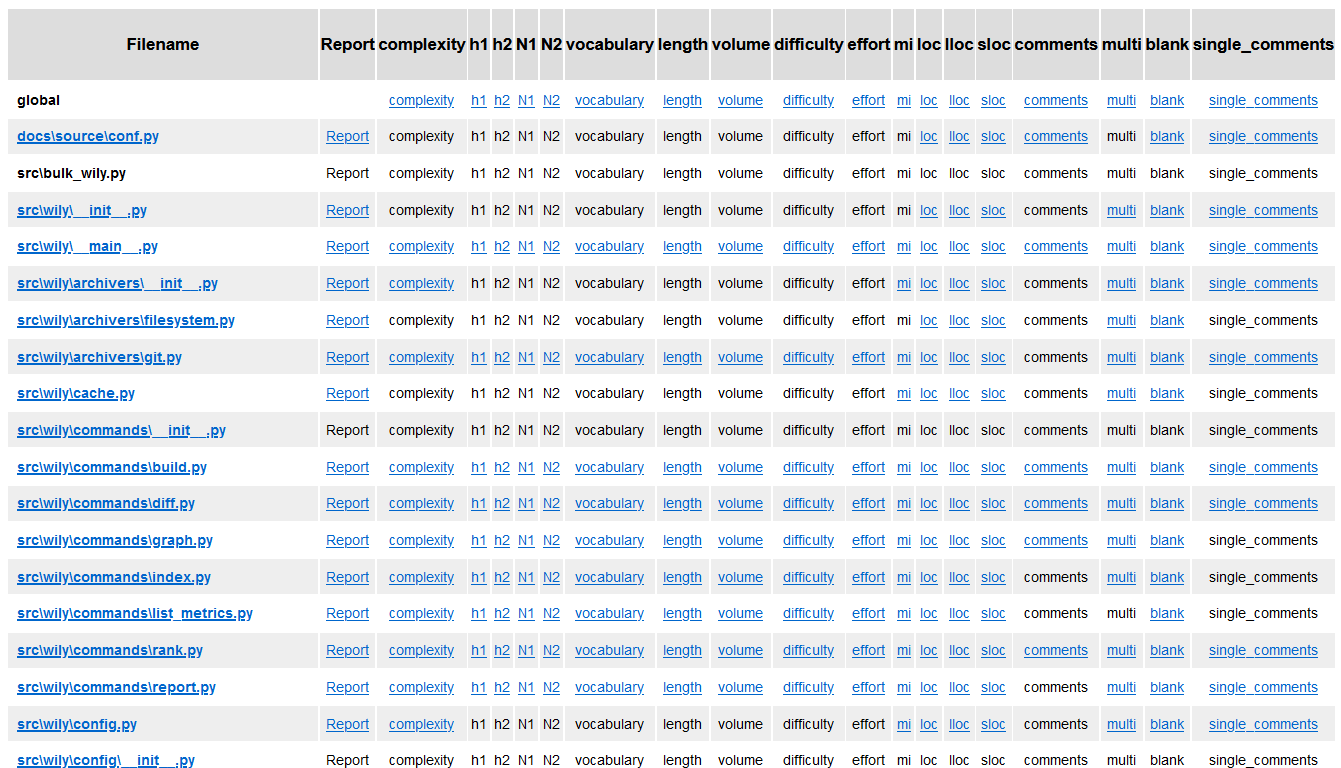 Filename Report complexity h1 h2 N1 N2 vocabulary length volume difficulty effort mi loc lloc sloc comments multi blank single_comments
global complexity h1 h2 N1 N2 vocabulary length volume difficulty effort mi loc lloc sloc comments multi blank single_comments
docs\source\conf.py Report complexity h1 h2 N1 N2 vocabulary length volume difficulty effort mi loc lloc sloc comments multi blank single_comments
src\bulk_wily.py Report complexity h1 h2 N1 N2 vocabulary length volume difficulty effort mi loc lloc sloc comments multi blank single_comments
src\wily\__init__.py Report complexity h1 h2 N1 N2 vocabulary length volume difficulty effort mi loc lloc sloc comments multi blank single_comments
src\wily\__main__.py Report complexity h1 h2 N1 N2 vocabulary length volume difficulty effort mi loc lloc sloc comments multi blank single_comments
src\wily\archivers\__init__.py Report complexity h1 h2 N1 N2 vocabulary length volume difficulty effort mi loc lloc sloc comments multi blank single_comments
src\wily\archivers\filesystem.py Report complexity h1 h2 N1 N2 vocabulary length volume difficulty effort mi loc lloc sloc comments multi blank single_comments
src\wily\archivers\git.py Report complexity h1 h2 N1 N2 vocabulary length volume difficulty effort mi loc lloc sloc comments multi blank single_comments
src\wily\cache.py Report complexity h1 h2 N1 N2 vocabulary length volume difficulty effort mi loc lloc sloc comments multi blank single_comments
src\wily\commands\__init__.py Report complexity h1 h2 N1 N2 vocabulary length volume difficulty effort mi loc lloc sloc comments multi blank single_comments
src\wily\commands\build.py Report complexity h1 h2 N1 N2 vocabulary length volume difficulty effort mi loc lloc sloc comments multi blank single_comments
src\wily\commands\diff.py Report complexity h1 h2 N1 N2 vocabulary length volume difficulty effort mi loc lloc sloc comments multi blank single_comments
src\wily\commands\graph.py Report complexity h1 h2 N1 N2 vocabulary length volume difficulty effort mi loc lloc sloc comments multi blank single_comments
src\wily\commands\index.py Report complexity h1 h2 N1 N2 vocabulary length volume difficulty effort mi loc lloc sloc comments multi blank single_comments
src\wily\commands\list_metrics.py Report complexity h1 h2 N1 N2 vocabulary length volume difficulty effort mi loc lloc sloc comments multi blank single_comments
src\wily\commands\rank.py Report complexity h1 h2 N1 N2 vocabulary length volume difficulty effort mi loc lloc sloc comments multi blank single_comments
src\wily\commands\report.py Report complexity h1 h2 N1 N2 vocabulary length volume difficulty effort mi loc lloc sloc comments multi blank single_comments
src\wily\config.py Report complexity h1 h2 N1 N2 vocabulary length volume difficulty effort mi loc lloc sloc comments multi blank single_comments
src\wily\config\__init__.py Report complexity h1 h2 N1 N2 vocabulary length volume difficulty effort mi loc lloc sloc comments multi blank single_comments